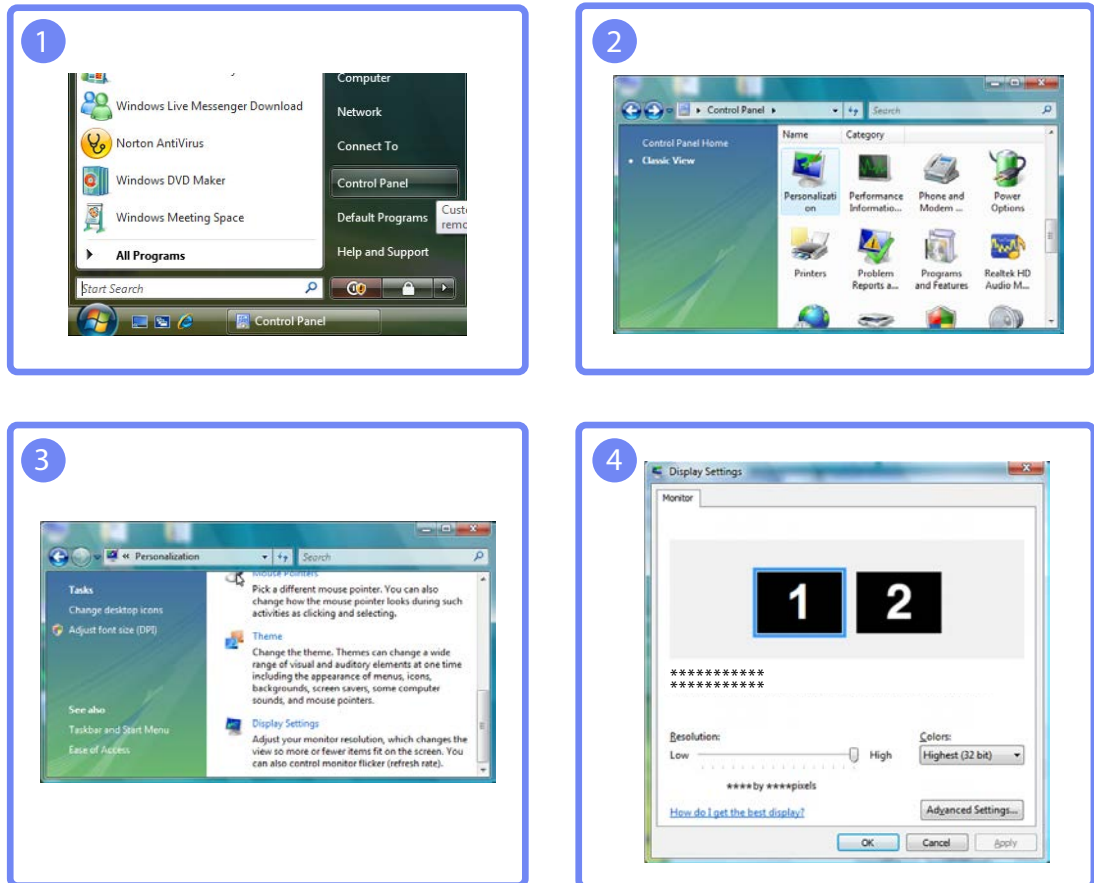 1
Computer
Windows Live Messenger Download
Network
Norton AntiVirus
Connect To
Windows DVD Maker
Control Panel
Windows Meeting Space
Default Programs
Help and Support
All Programs
Start Search
Control Panel
2
Control Panel
Search
Control Panel Home
Classic View
Name Category
Personalizati
on
Performance
Informatio...
Phone and
Modem ...
Power
Options
Printers
Problem
Reports a...
Programs
and Features
Realtek HD
Audio M...
3
« Personalization
Search
Tasks
Change desktop icons
Adjust font size (DPI)
See also
Taskbar and Start Menu
Ease of Access
Mouse Pointers
Pick a different mouse pointer. You can also
change how the mouse pointer looks during such
activities as clicking and selecting.
Theme
Change the theme. Themes can change a wide
range of visual and auditory elements at one time
including the appearance of menus, icons,
backgrounds, screen savers, some computer
sounds, and mouse pointers.
Display Settings
Adjust your monitor resolution, which changes the
view so more or fewer items fit on the screen. You
can also control monitor flicker (refresh rate).
4
Display Settings
Monitor
1 2
***********
***********
Resolution:
Low High
****by ****pixels
Colors:
Highest (32 bit)
How do I get the best display?
Advanced Settings...
OK Cancel Apply